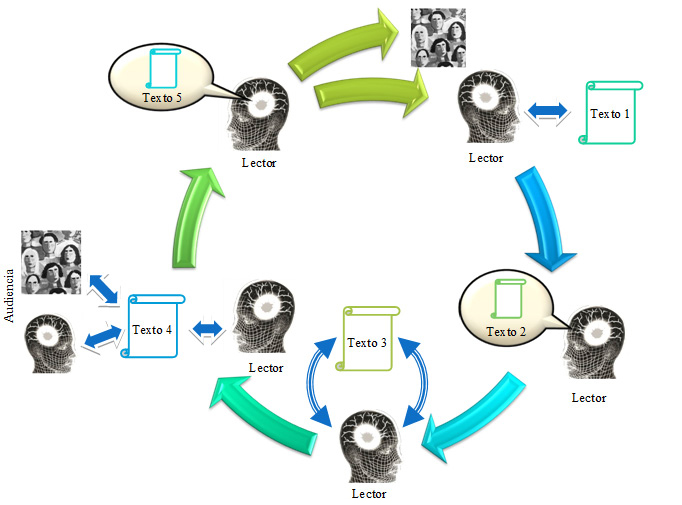 Texto 5
Lector
Lector
Texto 1
Texto 2
Lector
Texto 3
Lector
Texto 4
Lector
Audiencia